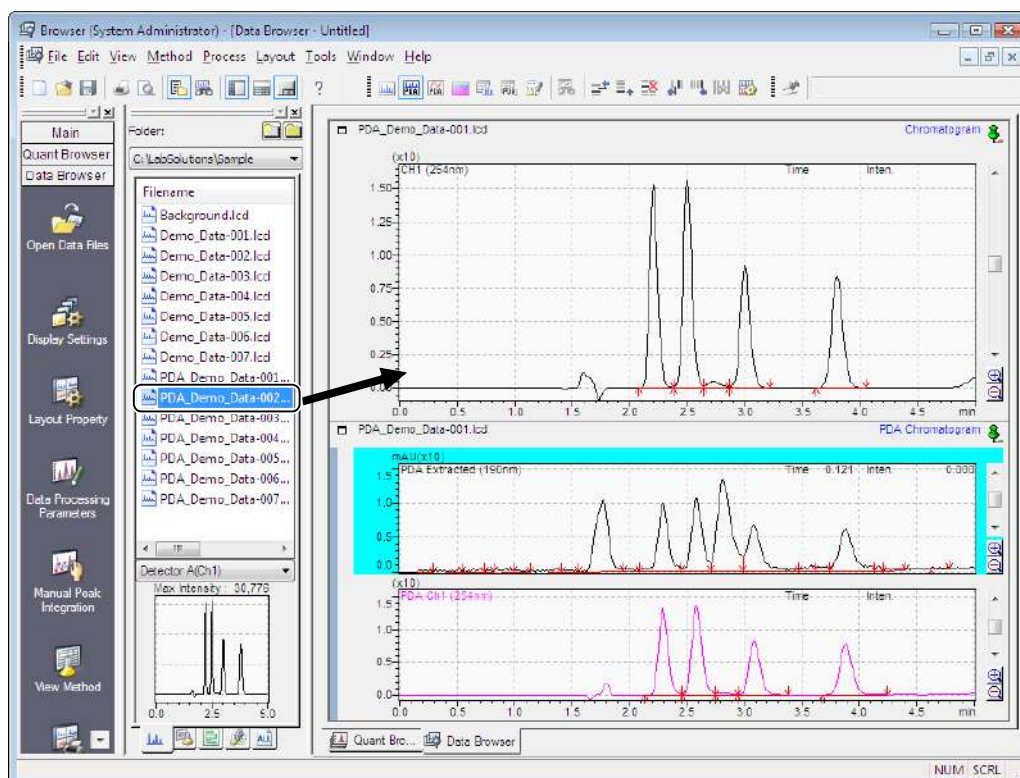 Browser (System Administrator) - [Data Browser - Untitled]
File Edit View Method Process Layout Tools Window Help
Main
Quant Browser
Data Browser
Open Data Files
Display Settings
Layout Property
Data Processing
Parameters
Manual Peak
Integration
View Method
Folder:
C:\LabSolutions\Sample
Filename
Background.lcd
Demo_Data-001.lcd
Demo_Data-002.lcd
Demo_Data-003.lcd
Demo_Data-004.lcd
Demo_Data-005.lcd
Demo_Data-006.lcd
Demo_Data-007.lcd
PDA_Demo_Data-001...
PDA_Demo_Data-002...
PDA_Demo_Data-003...
PDA_Demo_Data-004...
PDA_Demo_Data-005...
PDA_Demo_Data-006...
PDA_Demo_Data-007...
Detector A(Ch1)
Max Intensity : 30,776
0.0 2.5 5.0
PDA_Demo_Data-001.lcd Chromatogram
(x10)
CH1 (254nm) Time Inten.
1.50
1.25
1.00
0.75
0.50
0.25
0.00
0.0 0.5 1.0 1.5 2.0 2.5 3.0 3.5 4.0 4.5 min
PDA_Demo_Data-001.lcd PDA Chromatogram
mAU(x10)
PDA Extracted (190nm) Time 0.121 Inten. 0.000
1.5
1.0
0.5
0.0
(x10)
PDA Ch1 (254nm) Time Inten.
1.5
1.0
0.5
0.0
0.0 0.5 1.0 1.5 2.0 2.5 3.0 3.5 4.0 4.5 min
Quant Bro... Data Browser
NUM SCRL